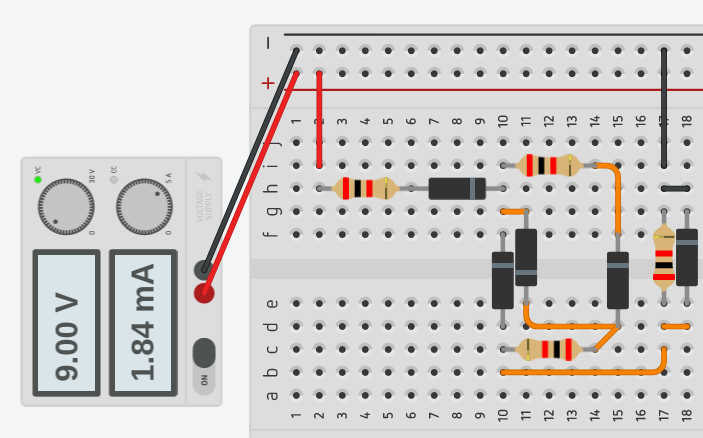 − 
+
1 2 3 4 5 6 7 8 9 10 11 12 13 14 15 16 17 18
j
i
h
g
f
e
d
c
b
a
1 2 3 4 5 6 7 8 9 10 11 12 13 14 15 16 17 18
VC
30 V
0
CC
5 A
0
VOLTAGE
SUPPLY
9.00 V
1.84 mA
ON